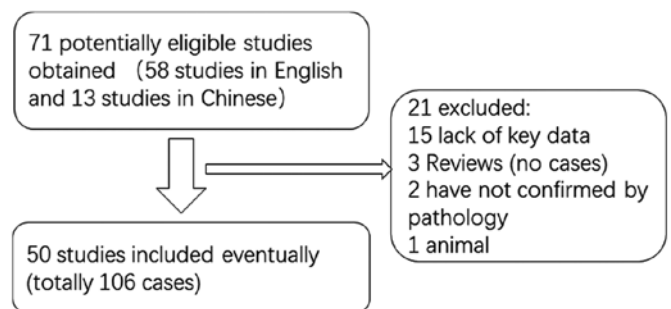 71 potentially eligible studies
obtained （58 studies in English
and 13 studies in Chinese）
21 excluded:
15 lack of key data
3 Reviews (no cases)
2 have not confirmed by
pathology
1 animal
50 studies included eventually
(totally 106 cases)